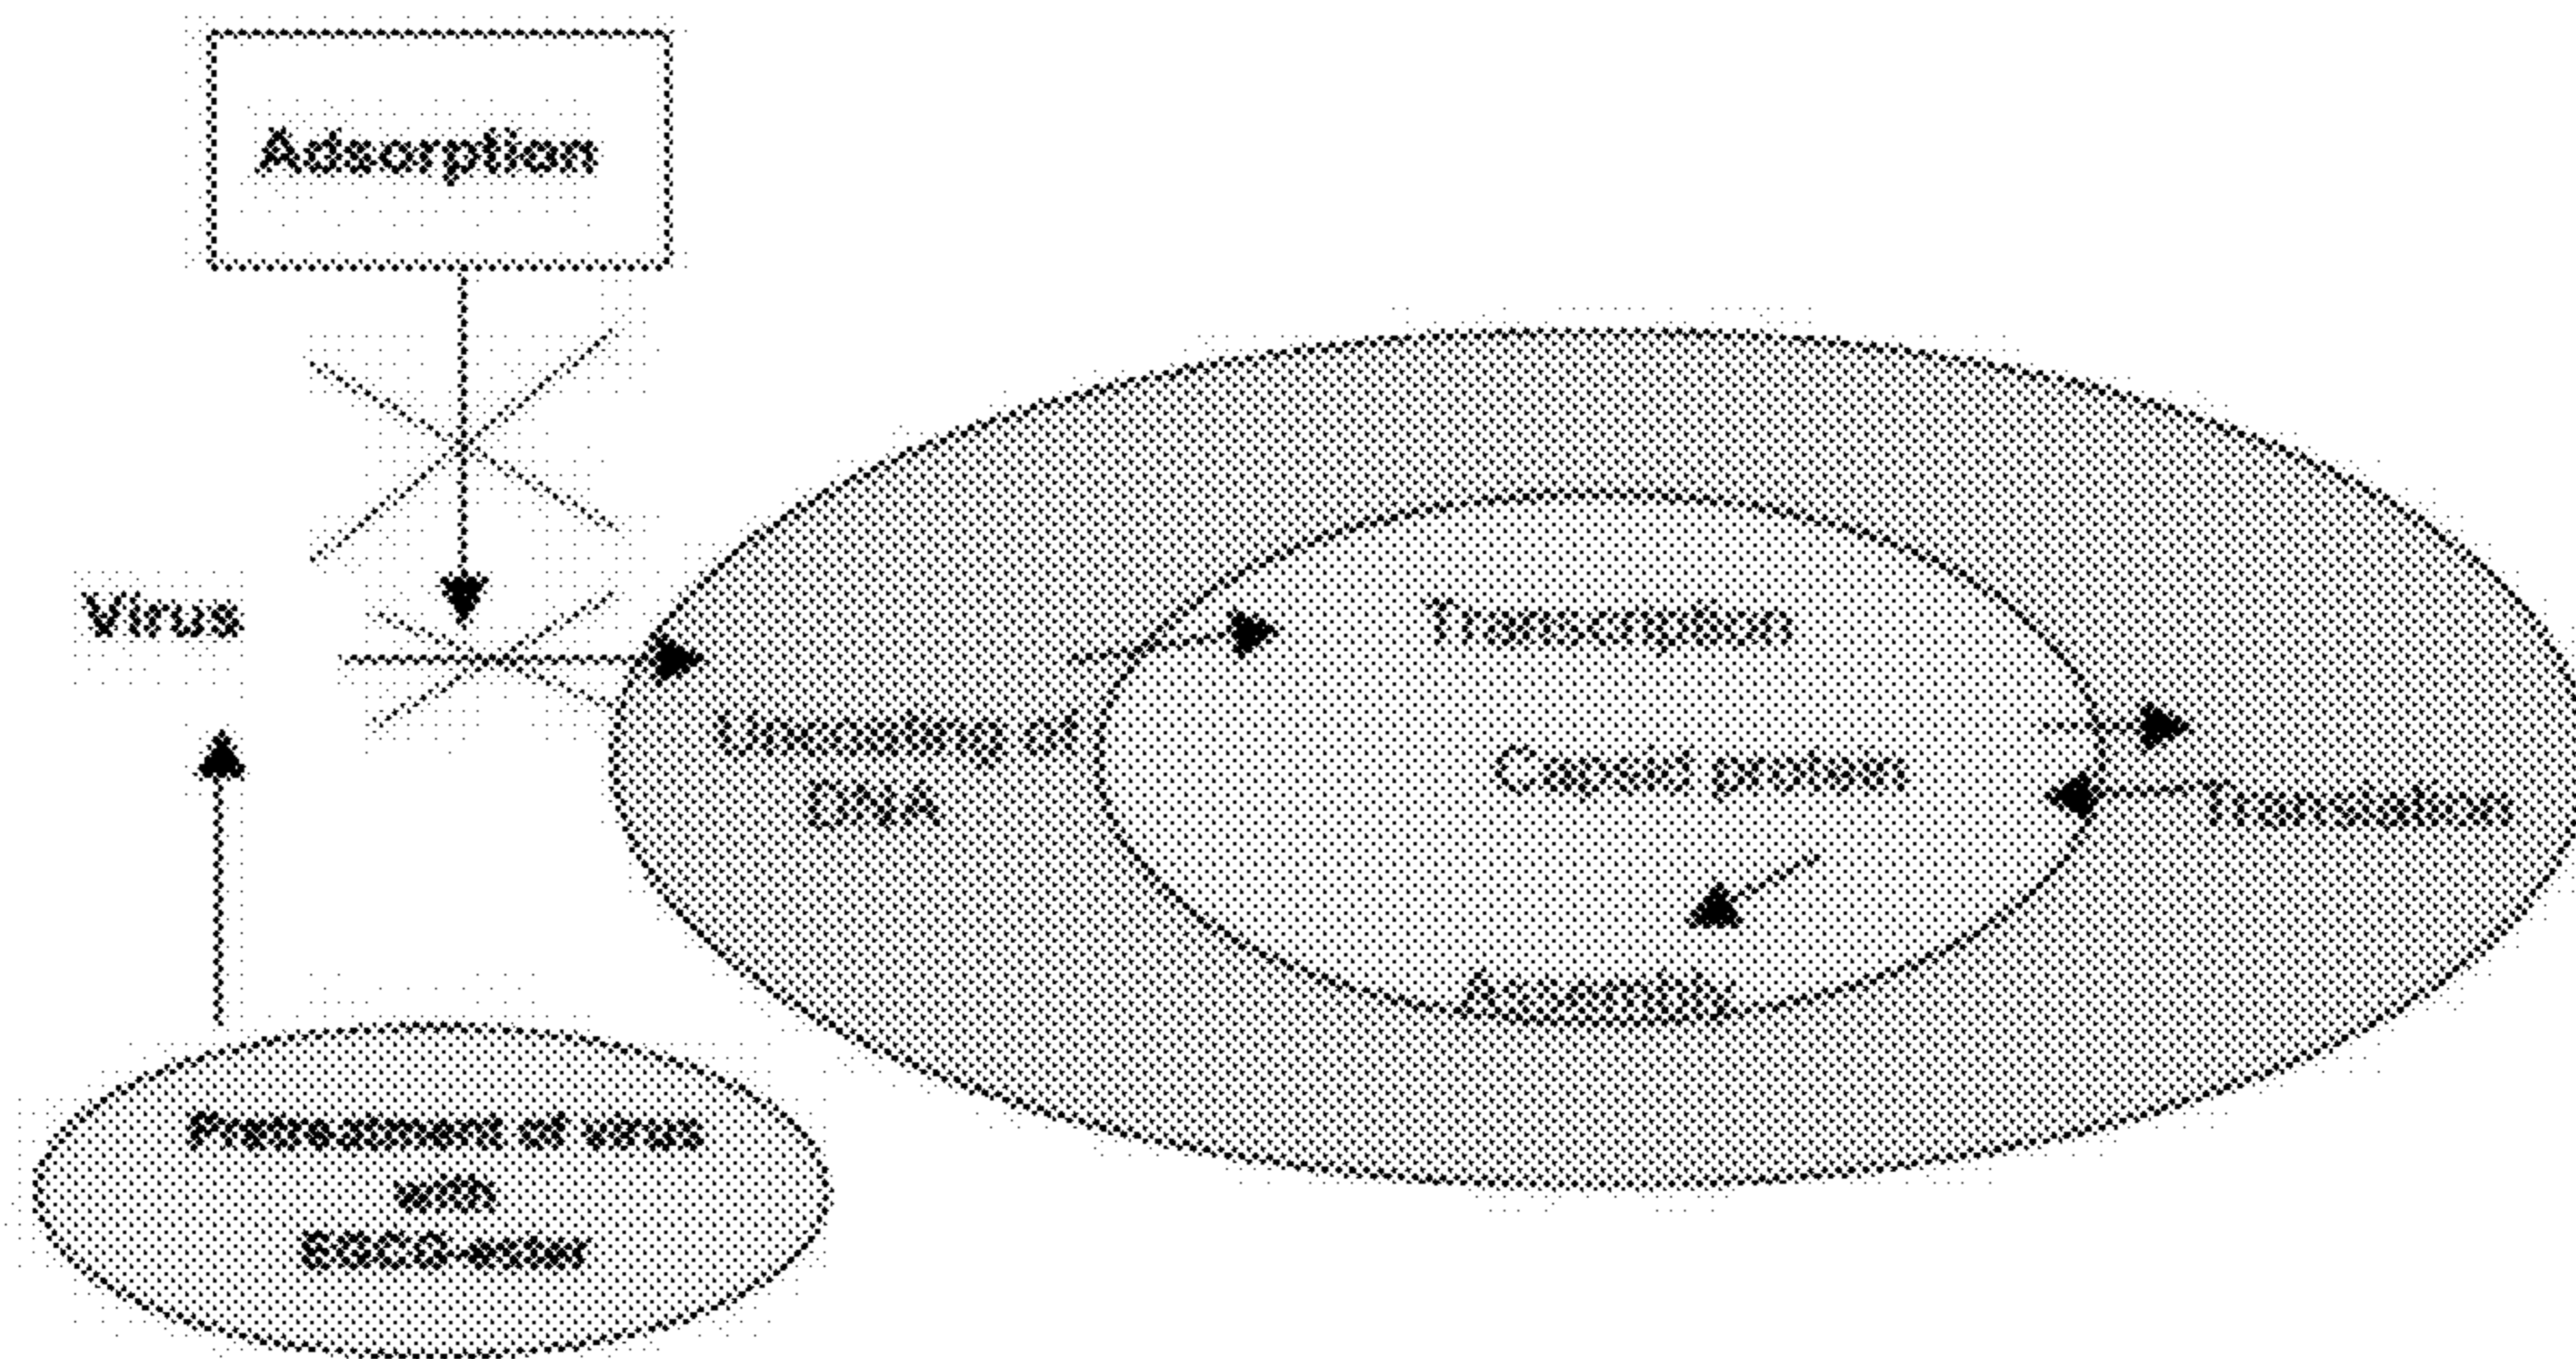 Adsorption
Virus
Transcription
Uncoating of
DNA
Capsid protein
Translation
Assembly
Pretreatment of virus
with
EGCG-ester